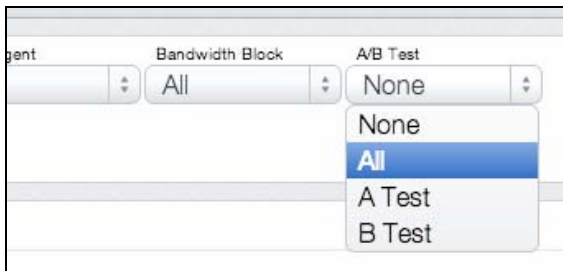 gent Bandwidth Block A/B Test
All None
None
All
A Test
B Test